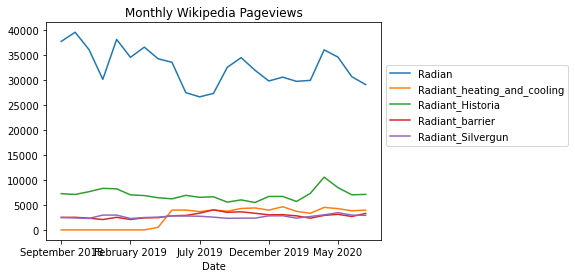 Monthly Wikipedia Pageviews
40000
35000
30000
25000
20000
15000
10000
5000
0
September 2018
February 2019
July 2019
December 2019
May 2020
Date
Radian
Radiant_heating_and_cooling
Radiant_Historia
Radiant_barrier
Radiant_Silvergun